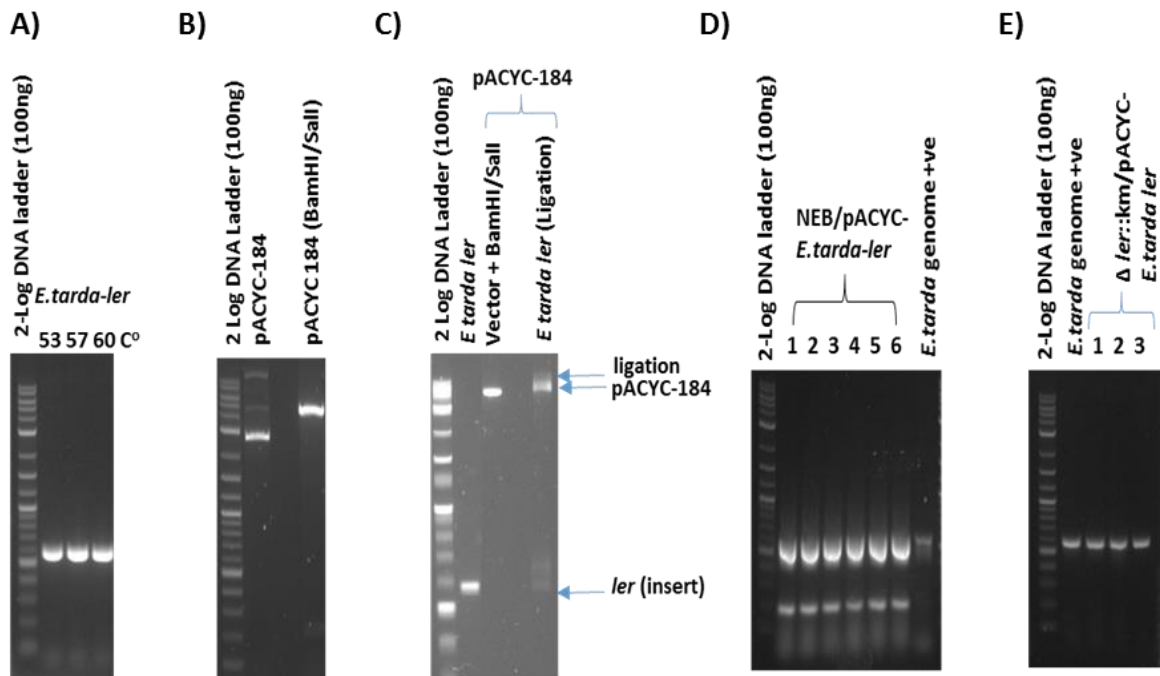 A)
2-Log DNA ladder (100ng)
E.tarda-ler
53 57 60 Cº
B)
2 Log DNA Ladder (100ng)
pACYC-184
pACYC 184 (BamHI/SalI)
C)
pACYC-184
2 Log DNA Ladder (100ng)
E tarda ler
Vector + BamHI/SalI
E tarda ler (Ligation)
ligation
pACYC-184
ler (insert)
D)
2-Log DNA ladder (100ng)
NEB/pACYC-
E.tarda-ler
1 2 3 4 5 6
E.tarda genome +ve
E)
2-Log DNA ladder (100ng)
E.tarda genome +ve
Δ ler::km/pACYC-
E.tarda ler
1 2 3